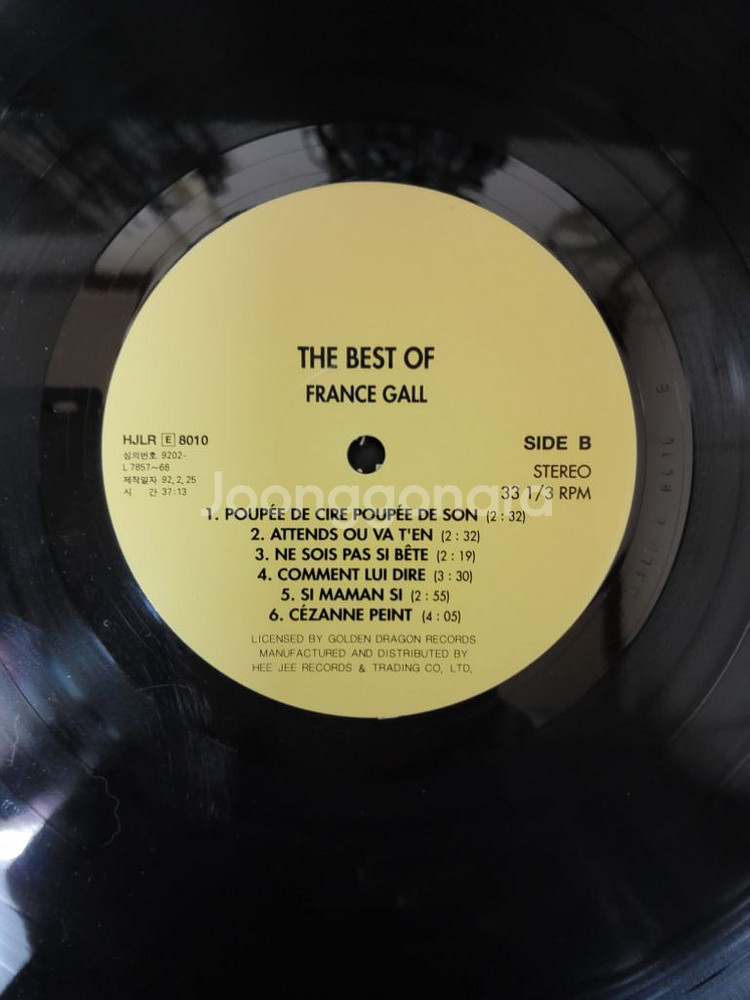 THE BEST OF
FRANCE GALL
HJLR E 8010
심의번호 9202-
L 7857~68
제작일자 92.2.25
시 간 37:13
SIDE B
STEREO
33 1/3 RPM
Joonggonara
1. POUPÉE DE CIRE POUPÉE DE SON (2 : 32)
2. ATTENDS OU VA T'EN (2 : 32)
3. NE SOIS PAS SI BÊTE (2 : 19)
4. COMMENT LUI DIRE (3 : 30)
5. SI MAMAN SI (2 : 55)
6. CÉZANNE PEINT (4 : 05)
LICENSED BY GOLDEN DRAGON RECORDS
MANUFACTURED AND DISTRIBUTED BY
HEE JEE RECORDS & TRADING CO, LTD,